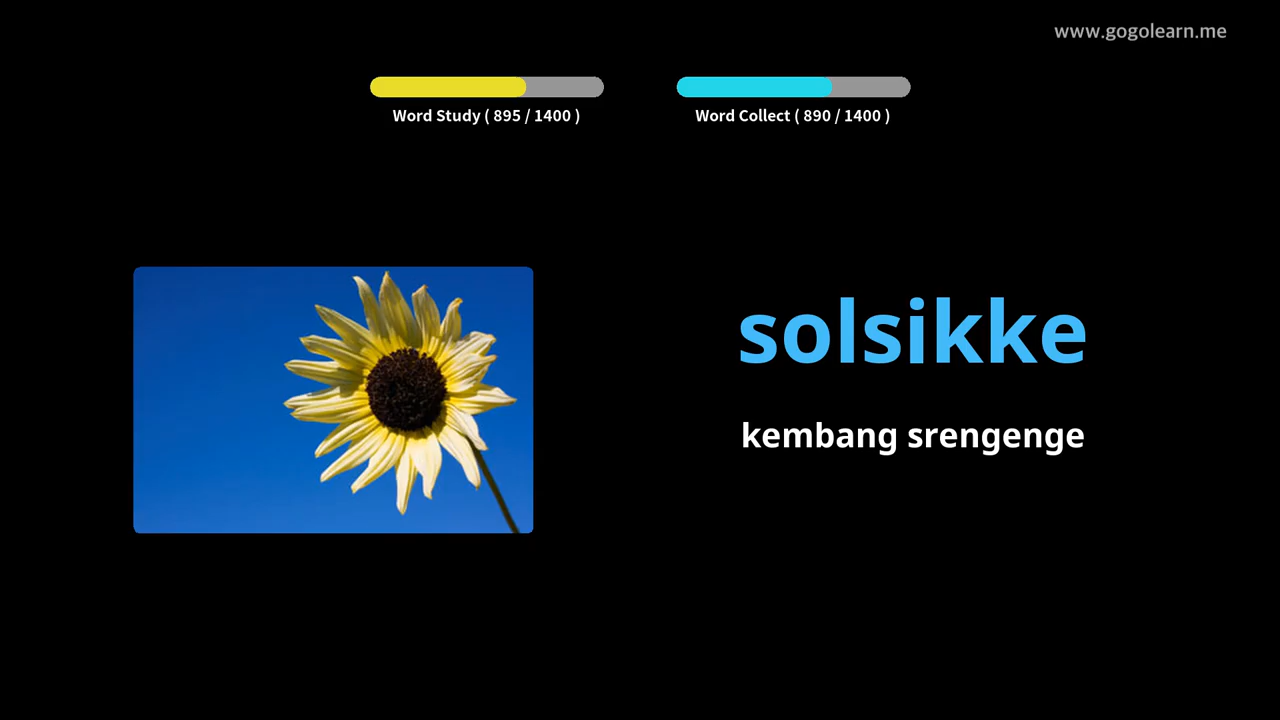 www.gogolearn.me
Word Study ( 895 / 1400 )
Word Collect ( 890 / 1400 )
solsikke
kembang srengenge